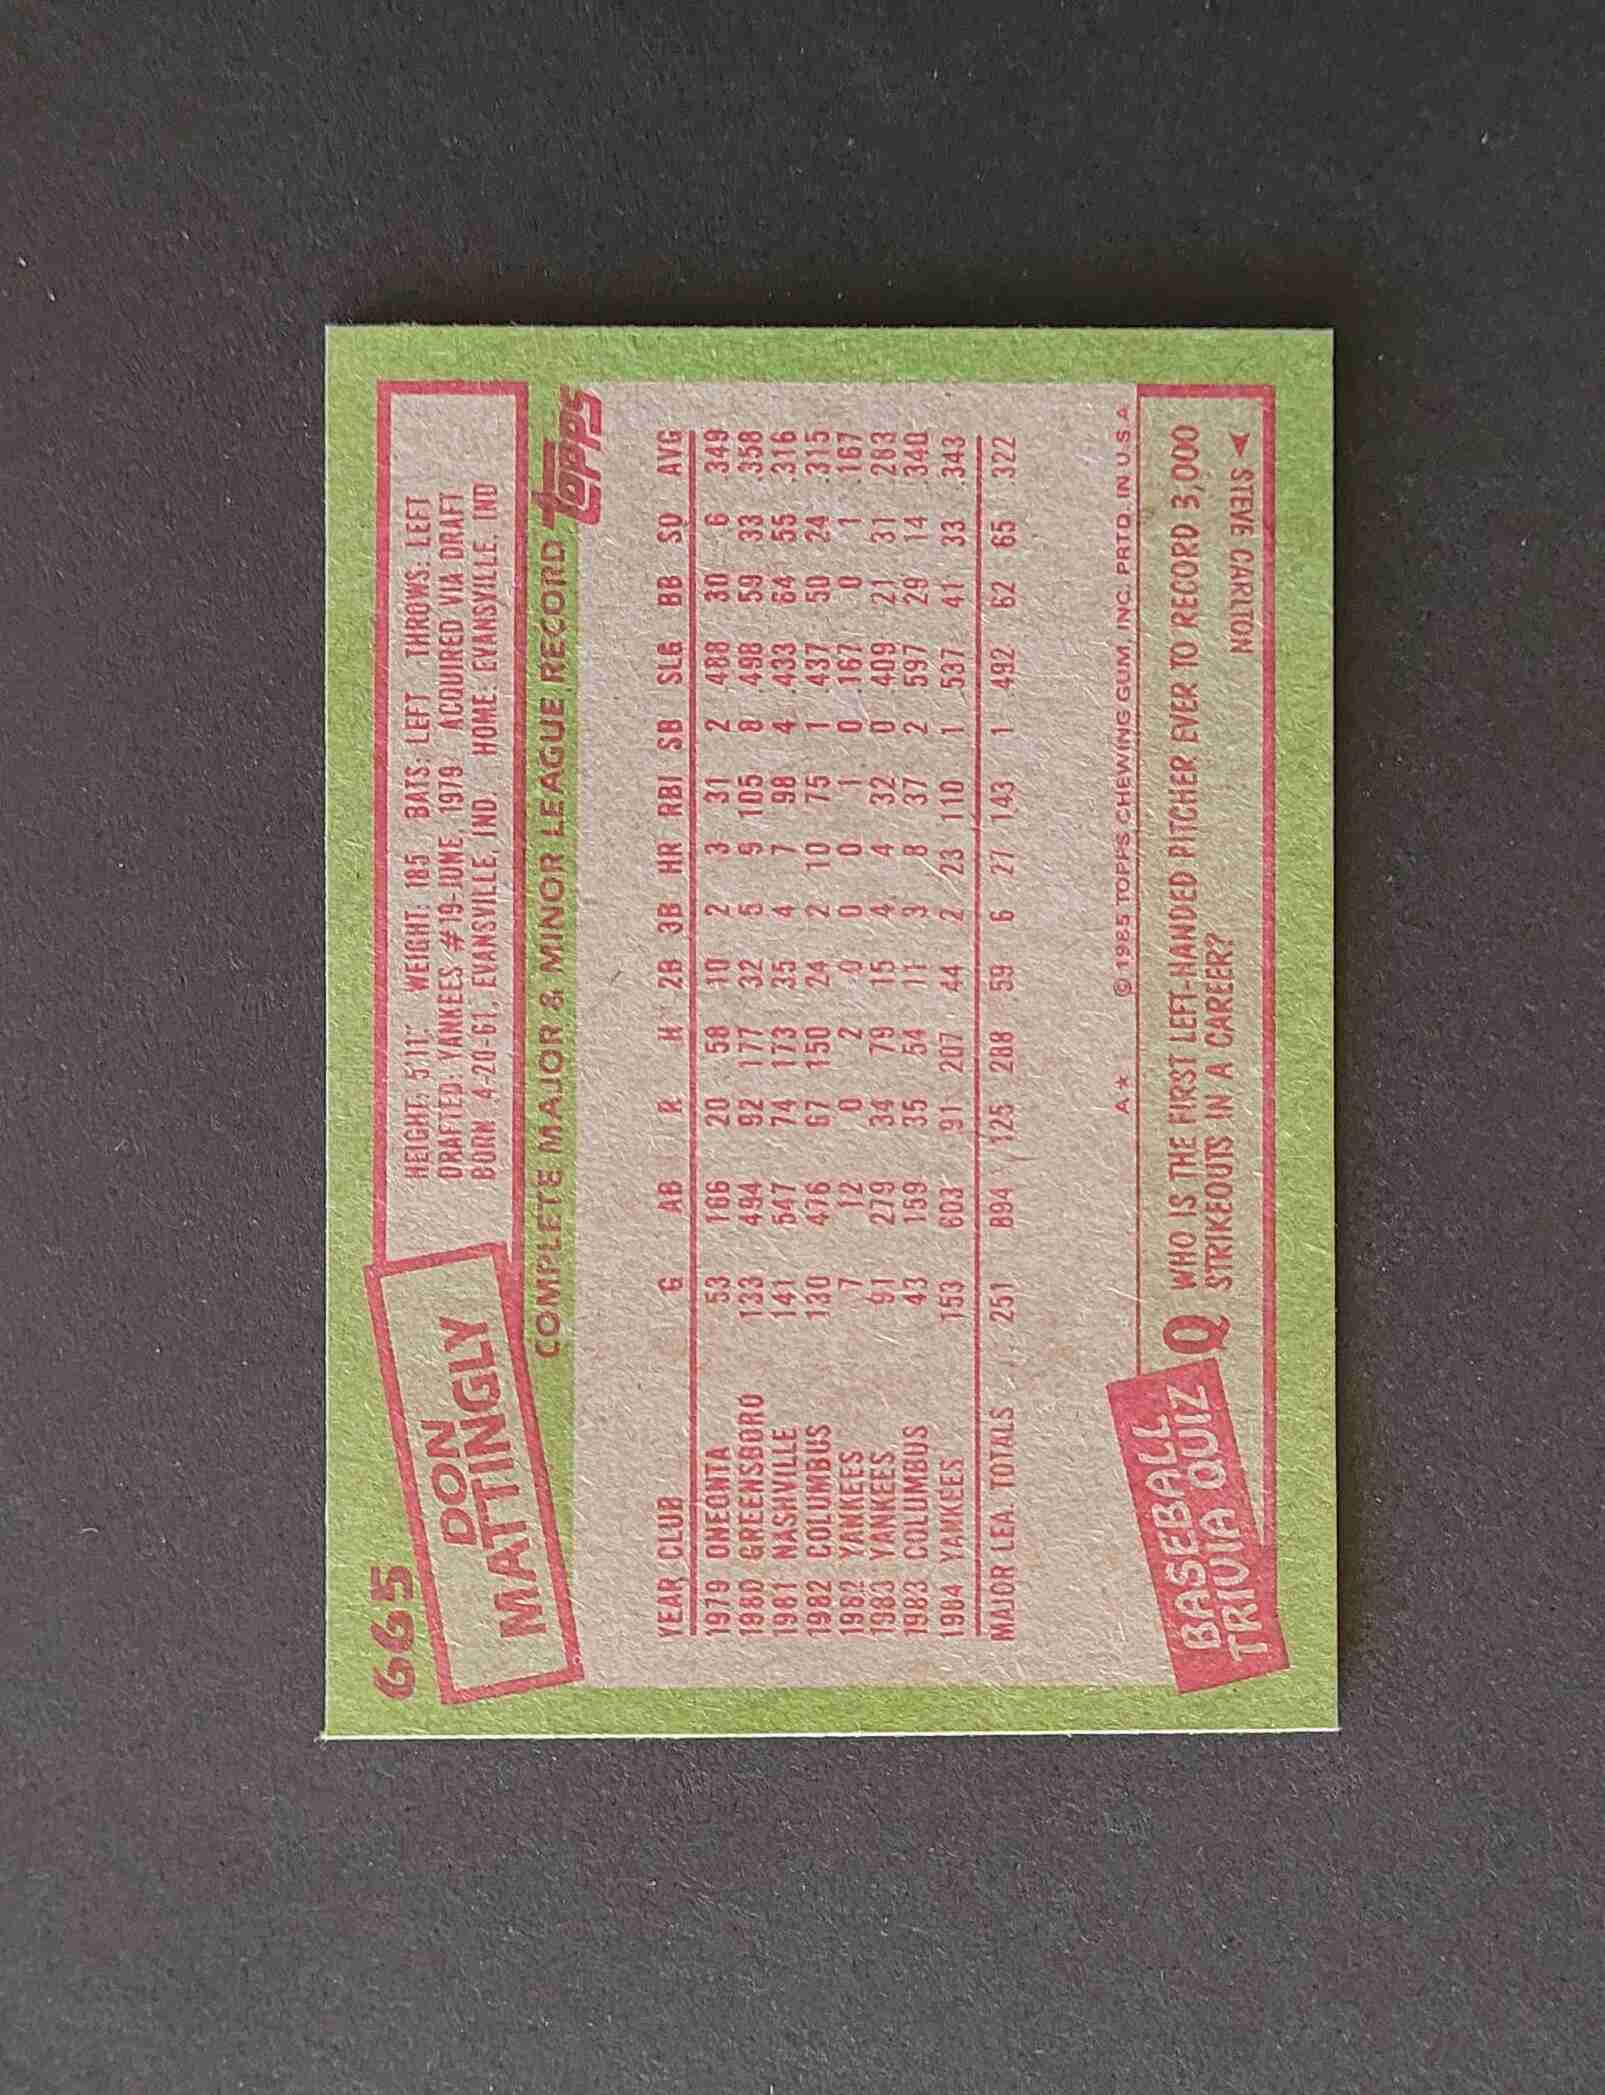 665
DON
MATTINGLY
HEIGHT: 5'11" WEIGHT: 185 BATS: LEFT THROWS: LEFT
DRAFTED: YANKEES #19-JUNE, 1979 ACQUIRED VIA DRAFT
BORN 4-20-61, EVANSVILLE, IND. HOME: EVANSVILLE, IND
COMPLETE MAJOR & MINOR LEAGUE RECORD topps
YEAR CLUB G AB R H 2B 3B HR RBI SB SLG BB SO AVG
1979 ONEONTA 53 166 20 58 10 2 3 31 2 .488 30 6 .349
1980 GREENSBORO 133 494 92 177 32 5 9 105 8 .498 59 33 .358
1981 NASHVILLE 141 547 74 173 35 4 7 98 4 .433 64 55 .316
1982 COLUMBUS 130 476 67 150 24 2 10 75 1 .437 50 24 .315
1982 YANKEES 7 12 0 2 0 0 0 1 0 .167 0 1 .167
1983 YANKEES 91 279 34 79 15 4 4 32 0 .409 21 31 .283
1983 COLUMBUS 43 159 35 54 11 3 8 37 2 .597 29 14 .340
1984 YANKEES 153 603 91 207 44 2 23 110 1 .537 41 33 .343
MAJOR LEA. TOTALS 251 894 125 288 59 6 27 143 1 .492 62 65 .322
A* © 1985 TOPPS CHEWING GUM, INC. PRTD. IN U.S.A.
BASEBALL
TRIVIA QUIZ
Q WHO IS THE FIRST LEFT-HANDED PITCHER EVER TO RECORD 3,000
STRIKEOUTS IN A CAREER?
STEVE CARLTON